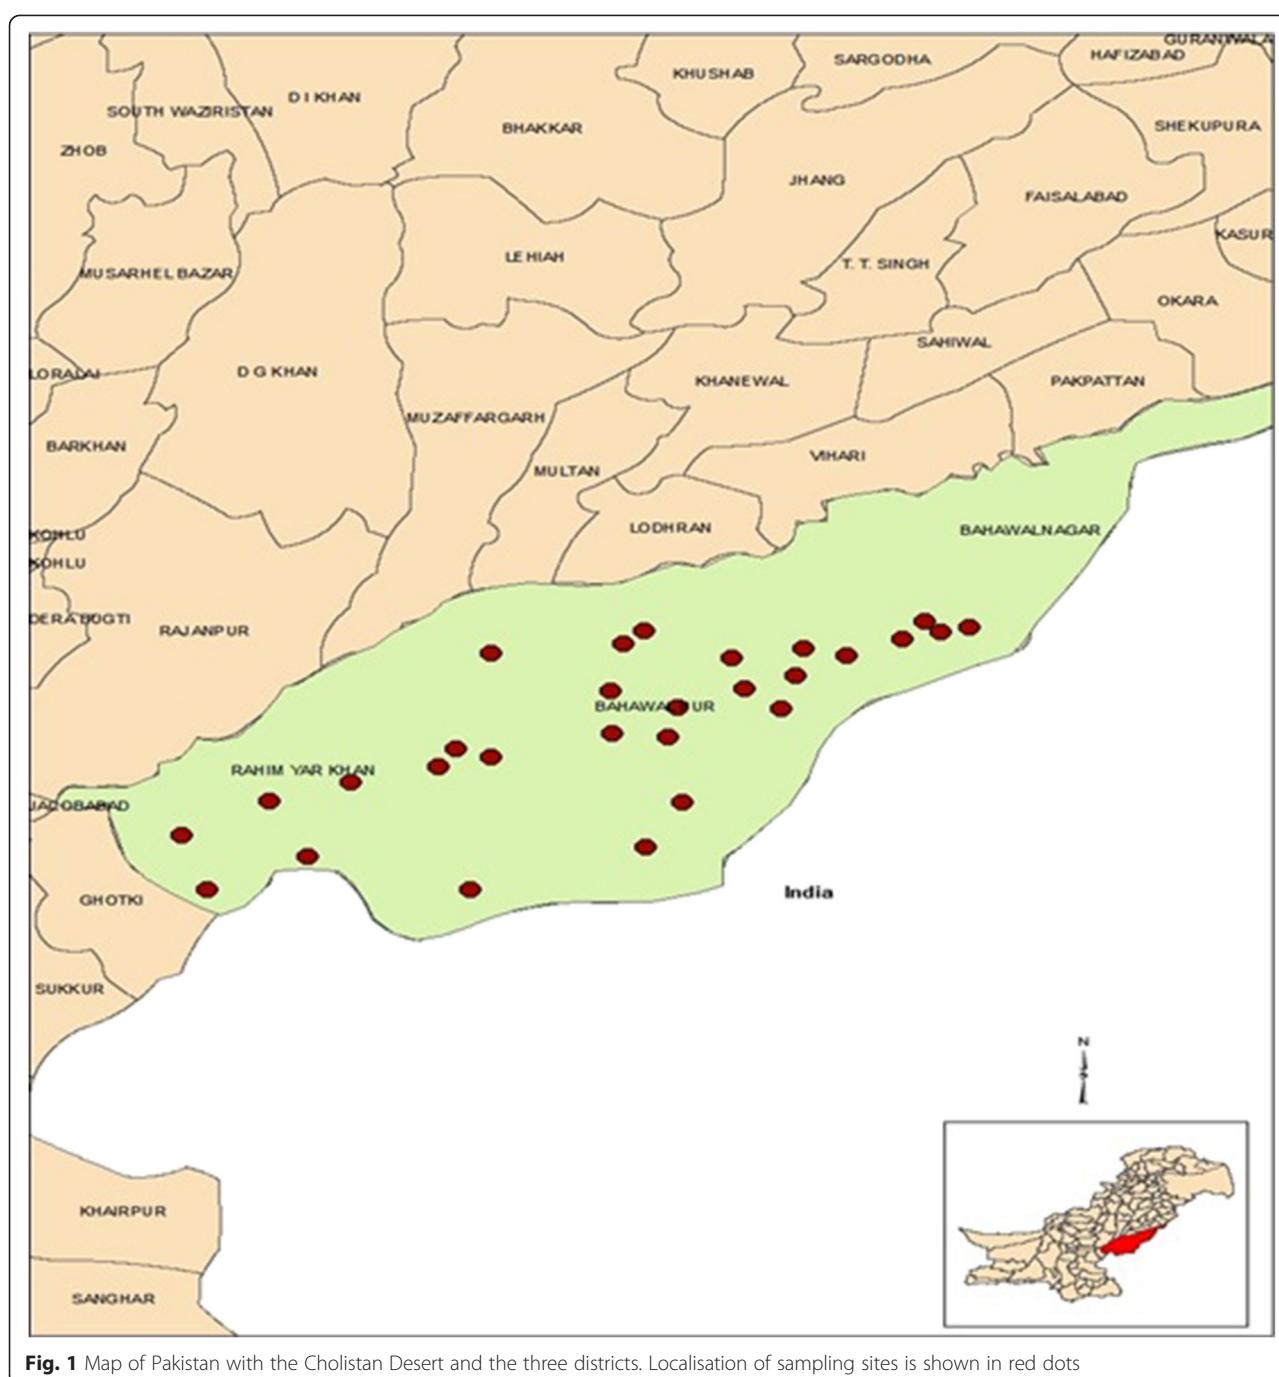 GURANWALA
HAFIZABAD
SARGODHA
KHUSHAB
D I KHAN
SOUTH WAZIRISTAN
BHAKKAR
SHEKUPURA
ZHOB
JHANG
FAISALABAD
KASUR
LEHIAH
T. T. SINGH
MUSARHEL BAZAR
OKARA
SAHIWAL
LORALAI
D G KHAN
KHANEWAL
PAKPATTAN
MUZAFFARGARH
BARKHAN
VIHARI
MULTAN
LODHRAN
BAHAWALNAGAR
KOHLU
KOHLU
DERA BUGTI
RAJANPUR
BAHAWALPUR
RAHIM YAR KHAN
JACOBABAD
India
GHOTKI
SUKKUR
N
KHAIRPUR
SANGHAR
Fig. 1 Map of Pakistan with the Cholistan Desert and the three districts. Localisation of sampling sites is shown in red dots